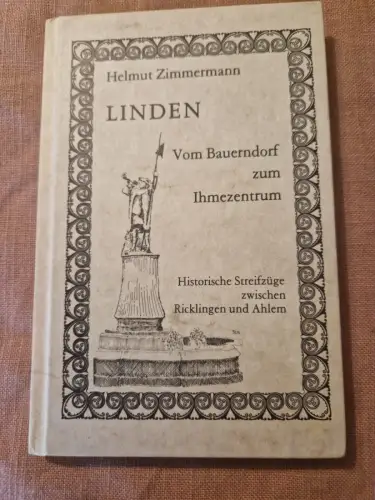 Helmut Zimmermann
LINDEN
Vom Bauerndorf
zum
Ihmezentrum
Historische Streifzüge
zwischen
Ricklingen und Ahlem